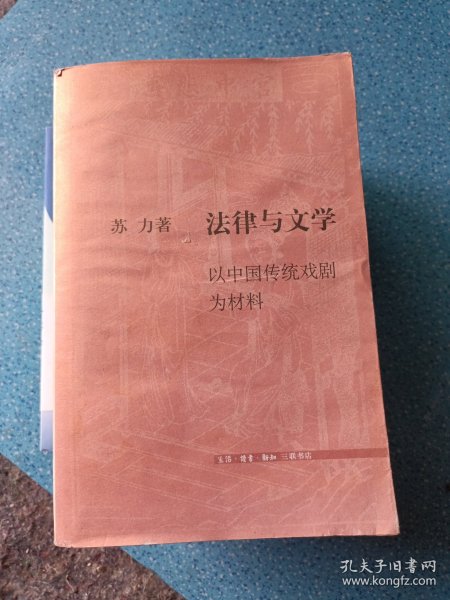 苏 力著 法律与文学
以中国传统戏剧
为材料
生活·读书·新知 三联书店
孔夫子旧书网
www.kongfz.com